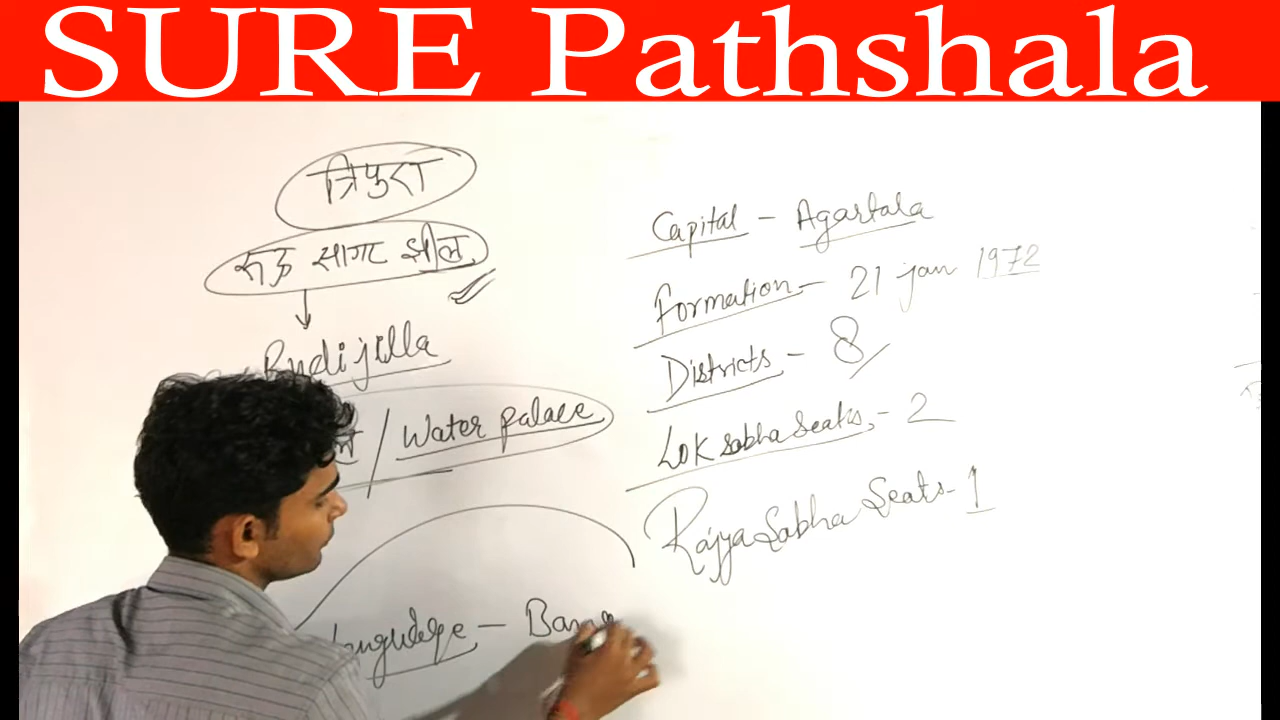 SURE Pathshala
त्रिपुरा
रूद्र सागर झील
Rudijilla
/ Water palace
Language - Bang
Capital - Agartala
Formation - 21 jan 1972
Districts - 8
Lok sabha Seats - 2
Rajya Sabha Seats - 1